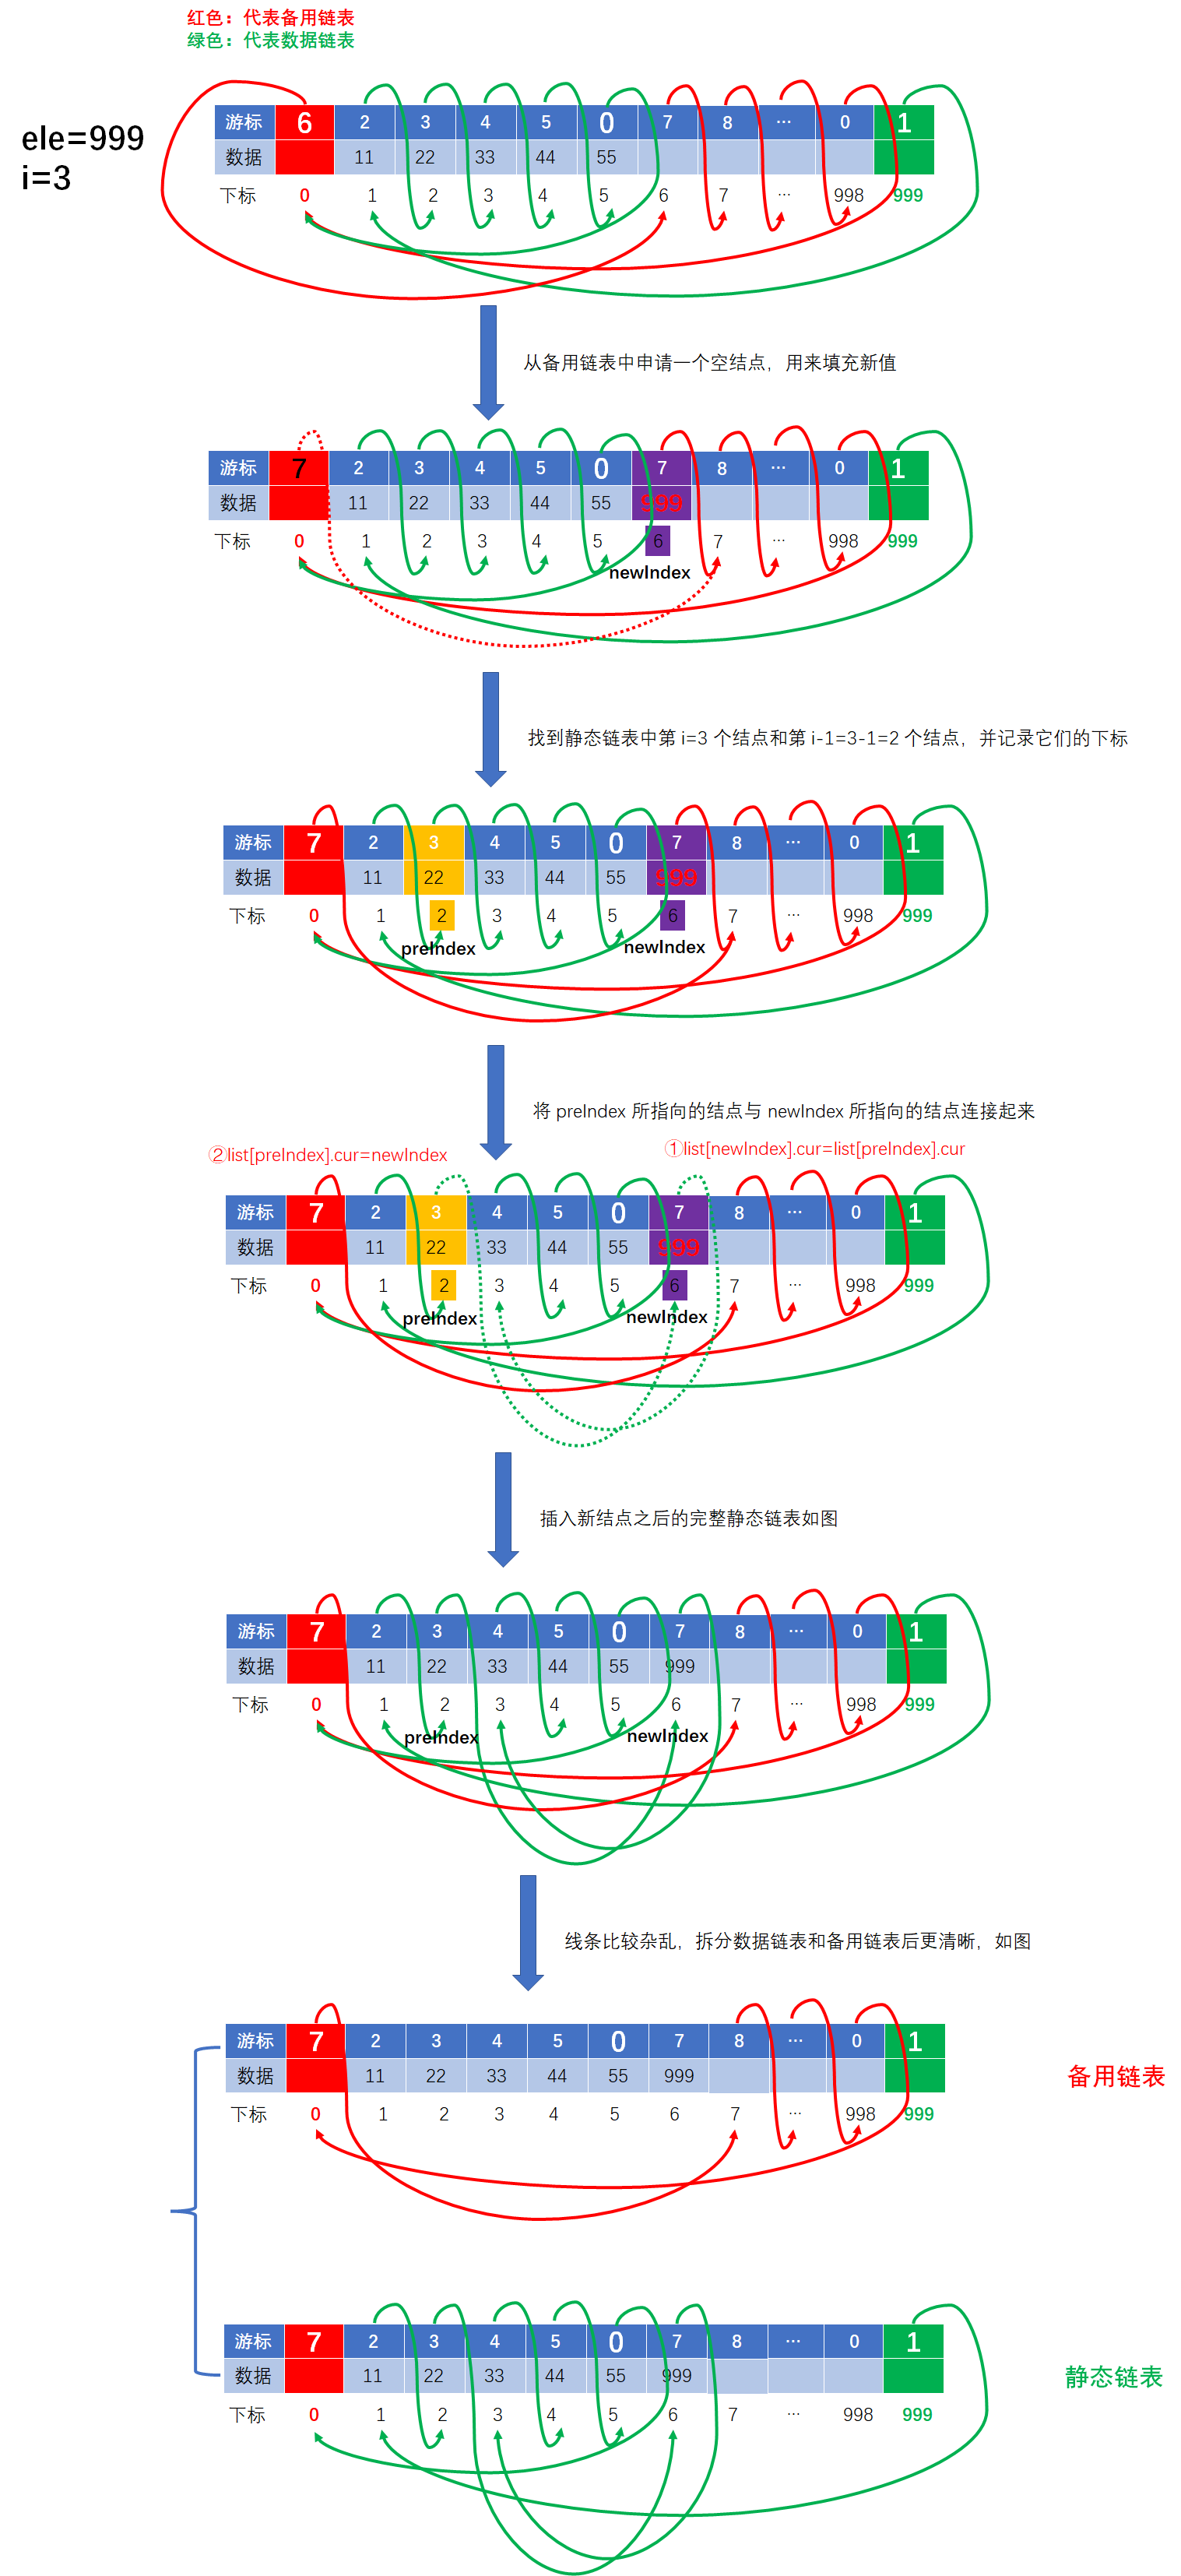 红色：代表备用链表
绿色：代表数据链表
ele=999
i=3
游标 6 2 3 4 5 0 7 8 ... 0 1
数据 11 22 33 44 55
下标 0 1 2 3 4 5 6 7 ... 998 999
从备用链表中申请一个空结点，用来填充新值
游标 7 2 3 4 5 0 7 8 ... 0 1
数据 11 22 33 44 55 999
下标 0 1 2 3 4 5 6 7 ... 998 999
newIndex
找到静态链表中第 i=3 个结点和第 i-1=3-1=2 个结点，并记录它们的下标
游标 7 2 3 4 5 0 7 8 ... 0 1
数据 11 22 33 44 55 999
下标 0 1 2 3 4 5 6 7 ... 998 999
preIndex newIndex
将 preIndex 所指向的结点与 newIndex 所指向的结点连接起来
②list[preIndex].cur=newIndex ①list[newIndex].cur=list[preIndex].cur
游标 7 2 3 4 5 0 7 8 ... 0 1
数据 11 22 33 44 55 999
下标 0 1 2 3 4 5 6 7 ... 998 999
preIndex newIndex
插入新结点之后的完整静态链表如图
游标 7 2 3 4 5 0 7 8 ... 0 1
数据 11 22 33 44 55 999
下标 0 1 2 3 4 5 6 7 ... 998 999
preIndex newIndex
线条比较杂乱，拆分数据链表和备用链表后更清晰，如图
游标 7 2 3 4 5 0 7 8 ... 0 1
数据 11 22 33 44 55 999 备用链表
下标 0 1 2 3 4 5 6 7 ... 998 999
游标 7 2 3 4 5 0 7 8 ... 0 1
数据 11 22 33 44 55 999 静态链表
下标 0 1 2 3 4 5 6 7 ... 998 999